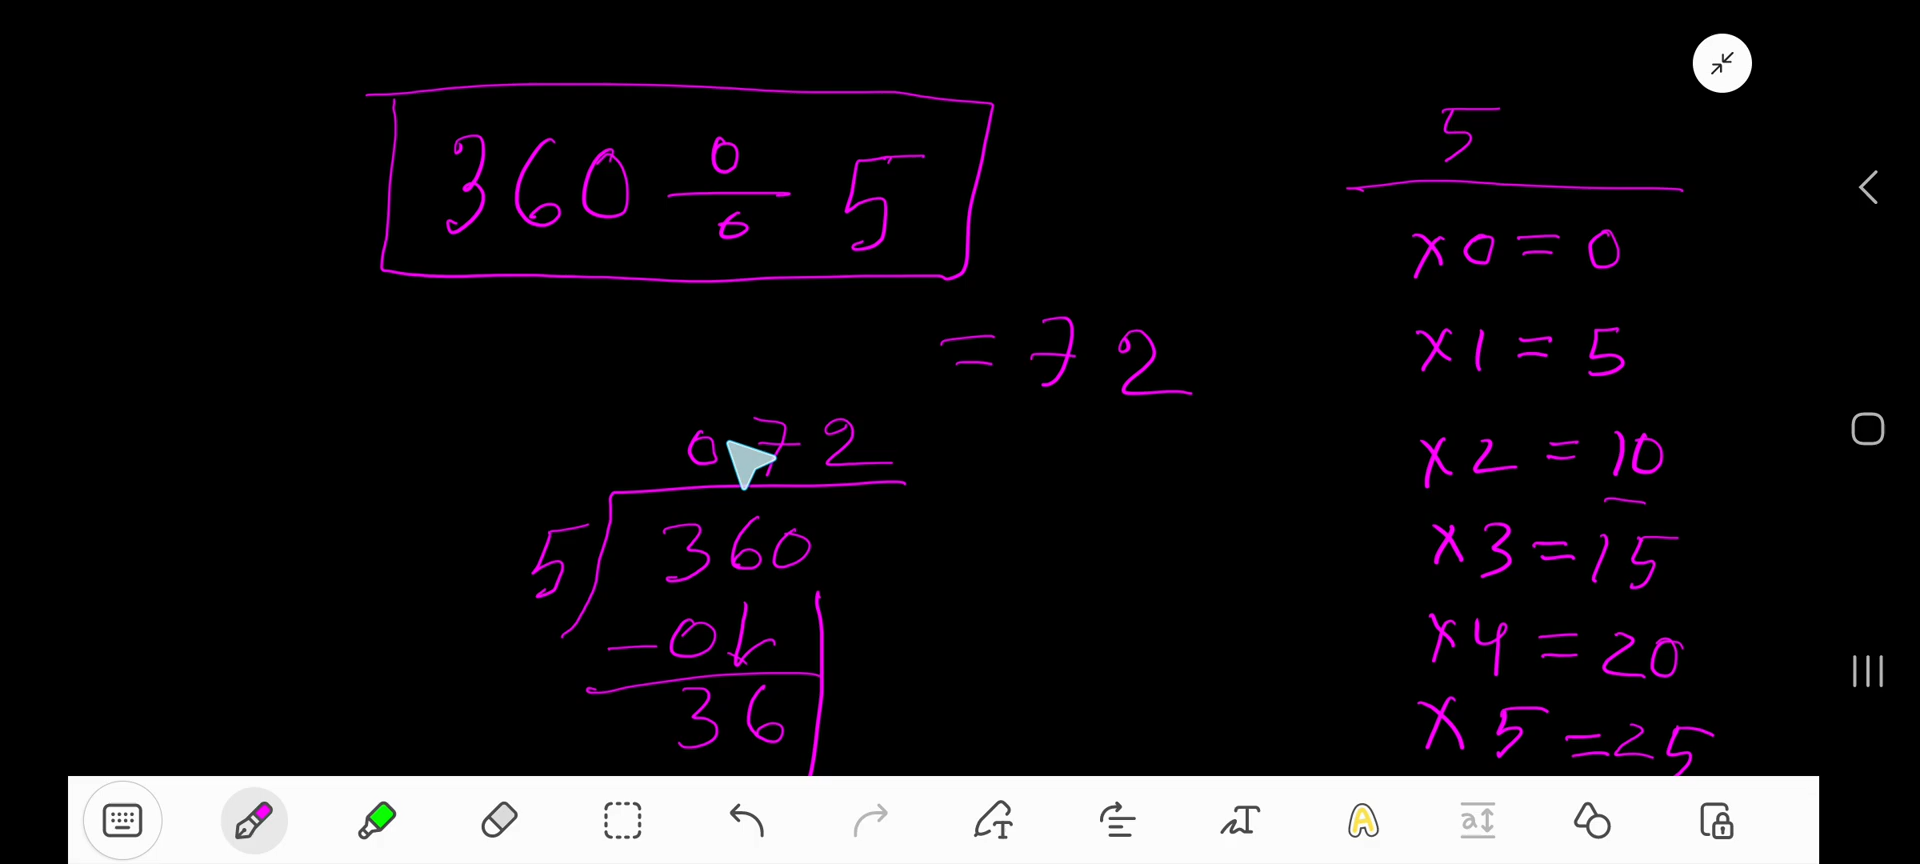 360 ÷ 5
= 72
072
5 360
- 0
36
5
x0 = 0
x1 = 5
x2 = 10
x3 = 15
x4 = 20
x5 = 25